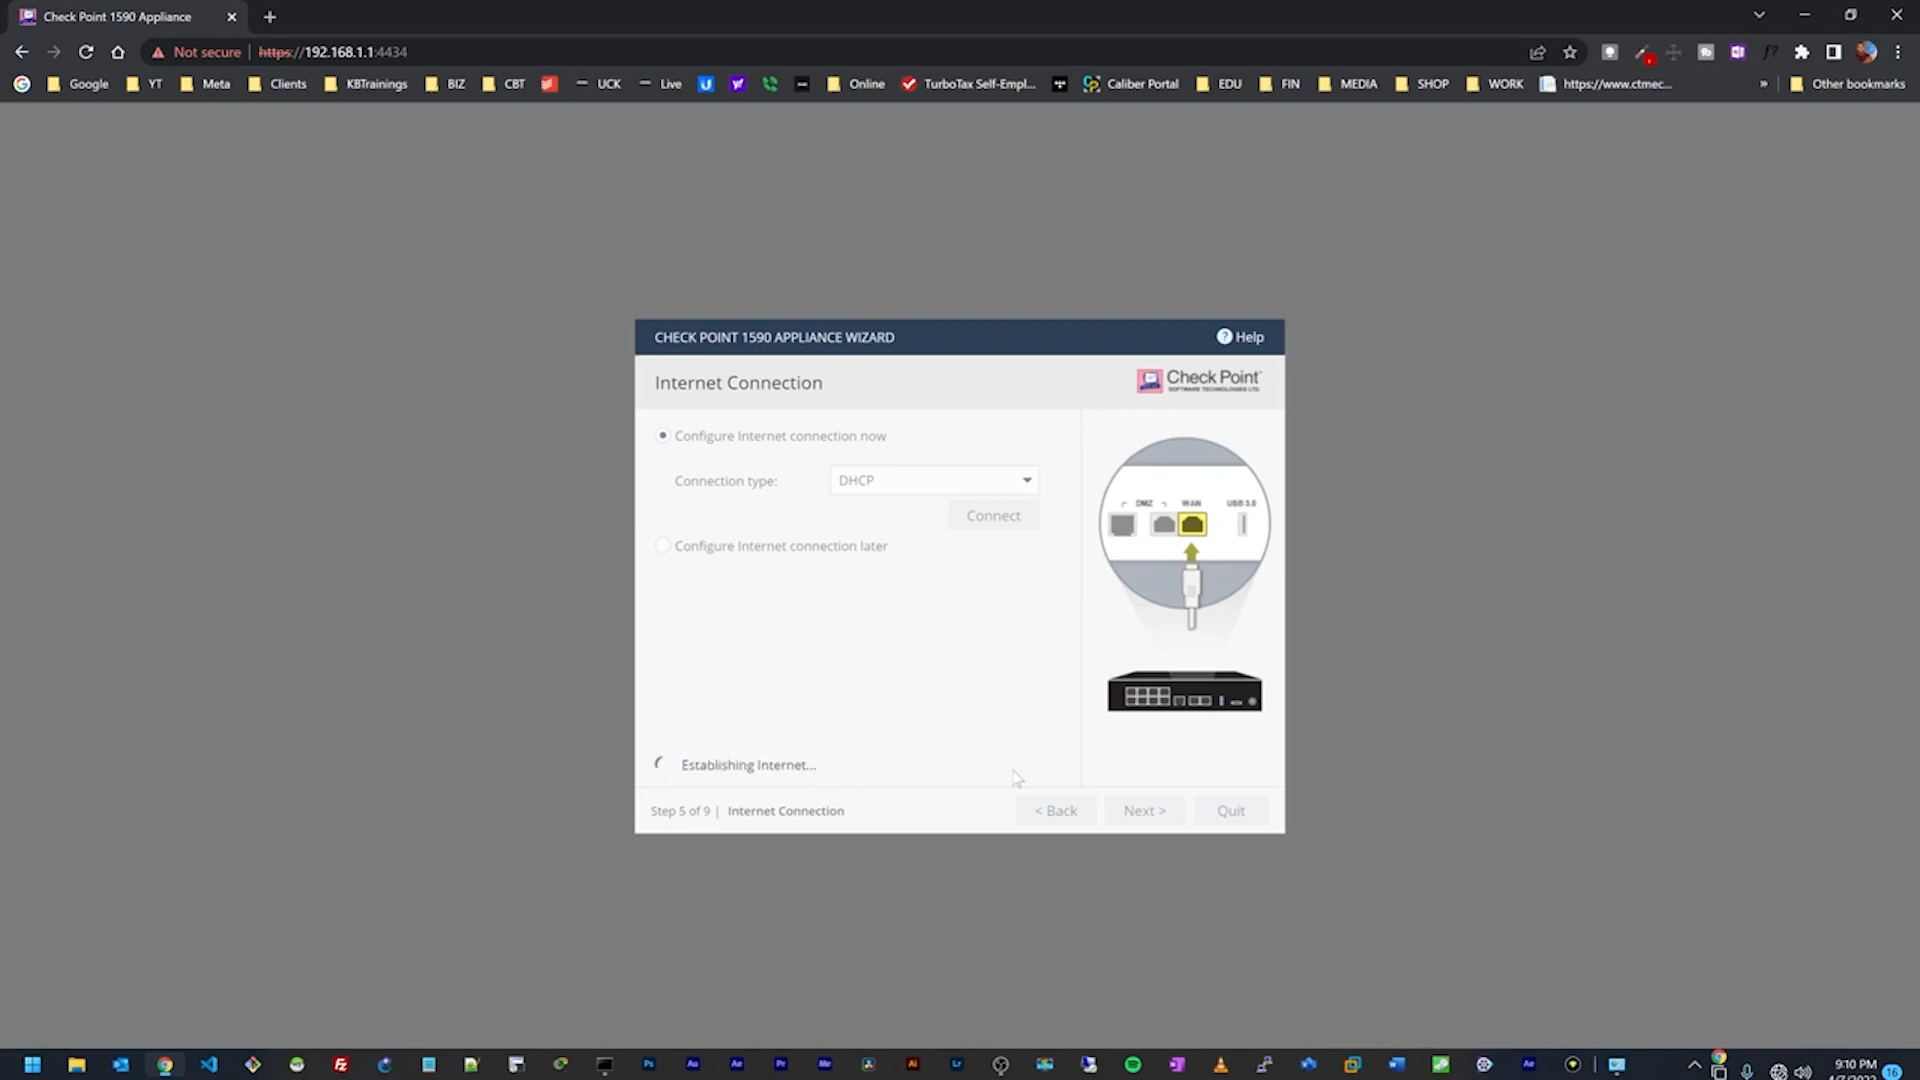 Check Point 1590 Appliance
Not secure https://192.168.1.1:4434
Google YT Meta Clients KBTrainings BIZ CBT UCK Live Online TurboTax Self-Empl... Caliber Portal EDU FIN MEDIA SHOP WORK https://www.ctmec... » Other bookmarks
CHECK POINT 1590 APPLIANCE WIZARD
? Help
Internet Connection
Check Point
SOFTWARE TECHNOLOGIES LTD.
Configure Internet connection now
Connection type: DHCP
Connect
Configure Internet connection later
DMZ WAN USB 3.0
Establishing Internet...
Step 5 of 9 | Internet Connection
< Back
Next >
Quit
9:10 PM
16